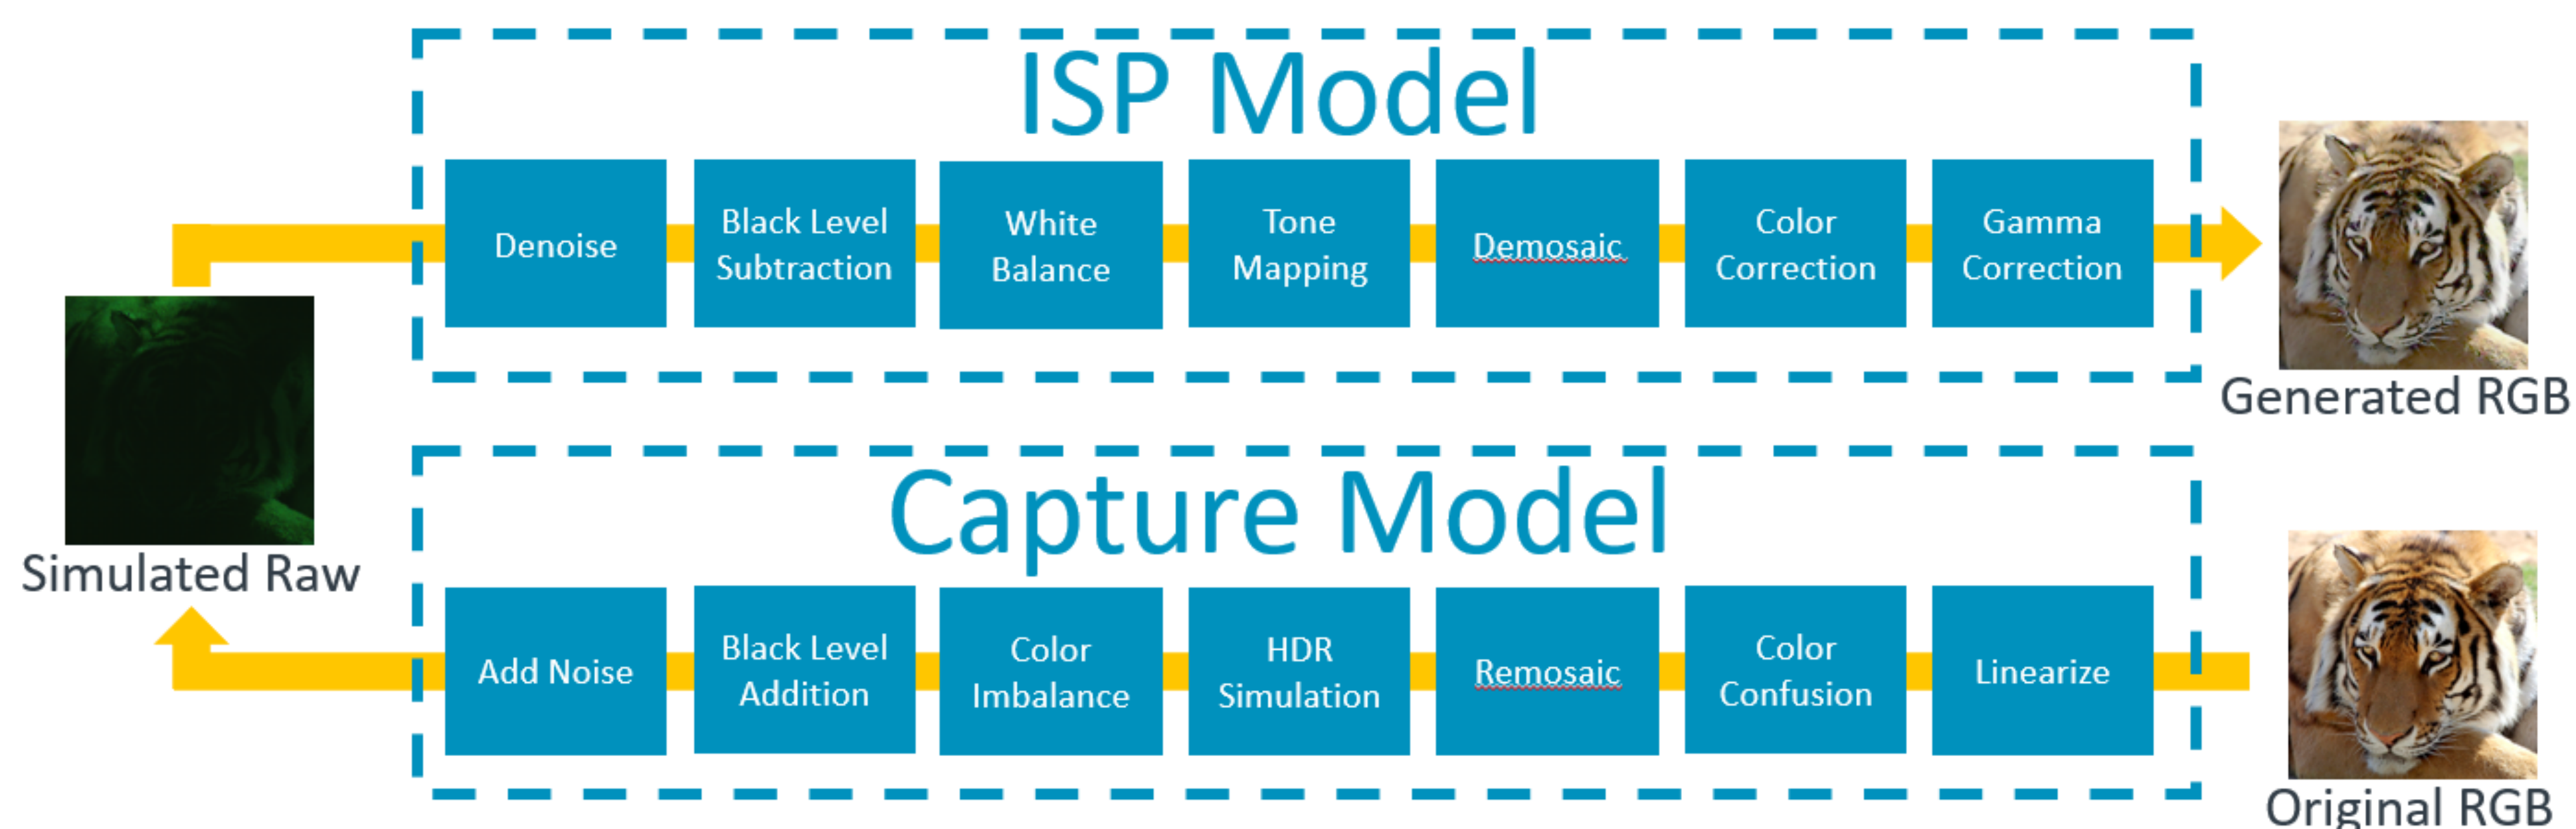 ISP Model
Denoise
Black Level
Subtraction
White
Balance
Tone
Mapping
Demosaic
Color
Correction
Gamma
Correction
Generated RGB
Simulated Raw
Capture Model
Add Noise
Black Level
Addition
Color
Imbalance
HDR
Simulation
Remosaic
Color
Confusion
Linearize
Original RGB